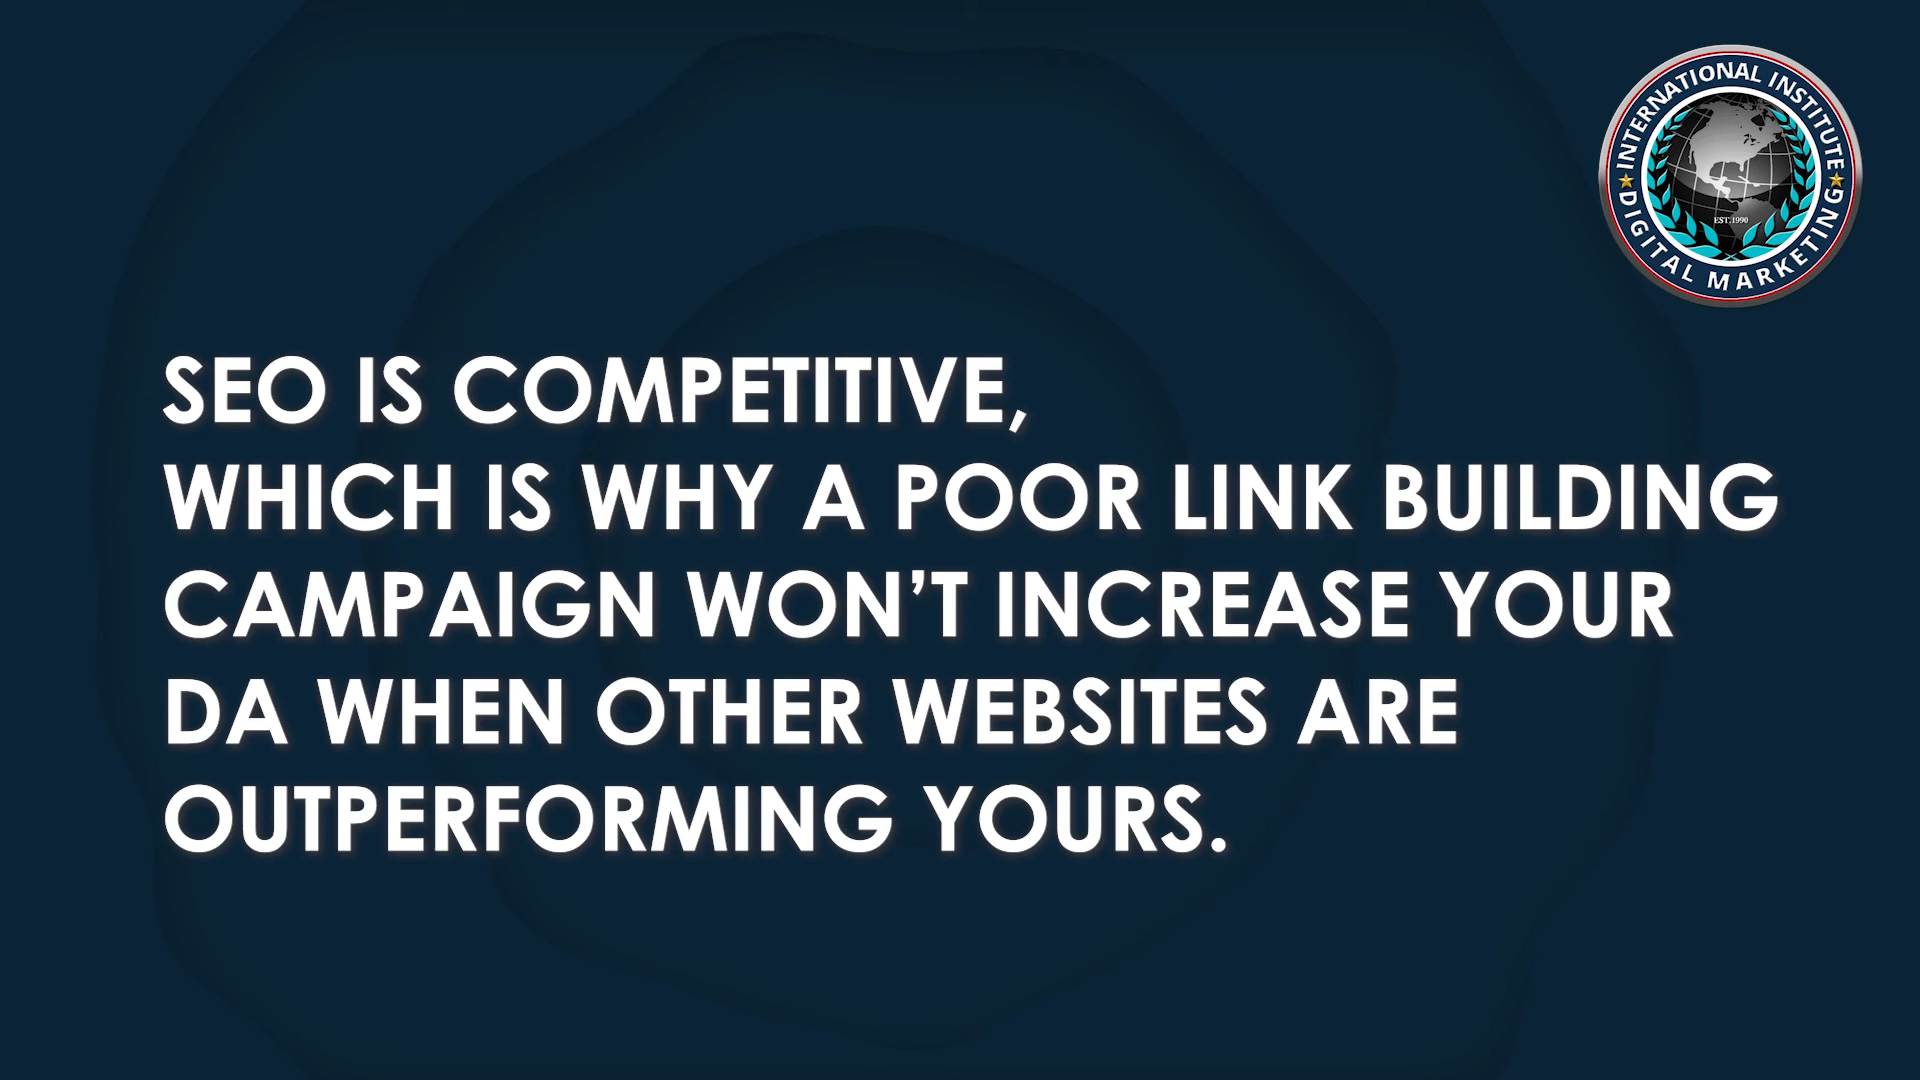 INTERNATIONAL INSTITUTE
DIGITAL MARKETING
EST.1990
SEO IS COMPETITIVE,
WHICH IS WHY A POOR LINK BUILDING
CAMPAIGN WON’T INCREASE YOUR
DA WHEN OTHER WEBSITES ARE
OUTPERFORMING YOURS.